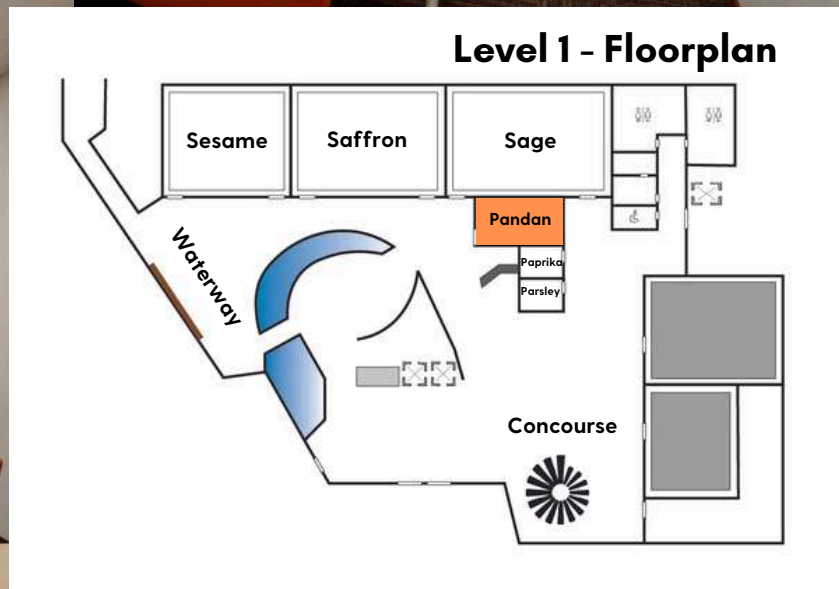 Level 1 - Floorplan
Sesame
Saffron
Sage
Pandan
Paprika
Parsley
Waterway
Concourse